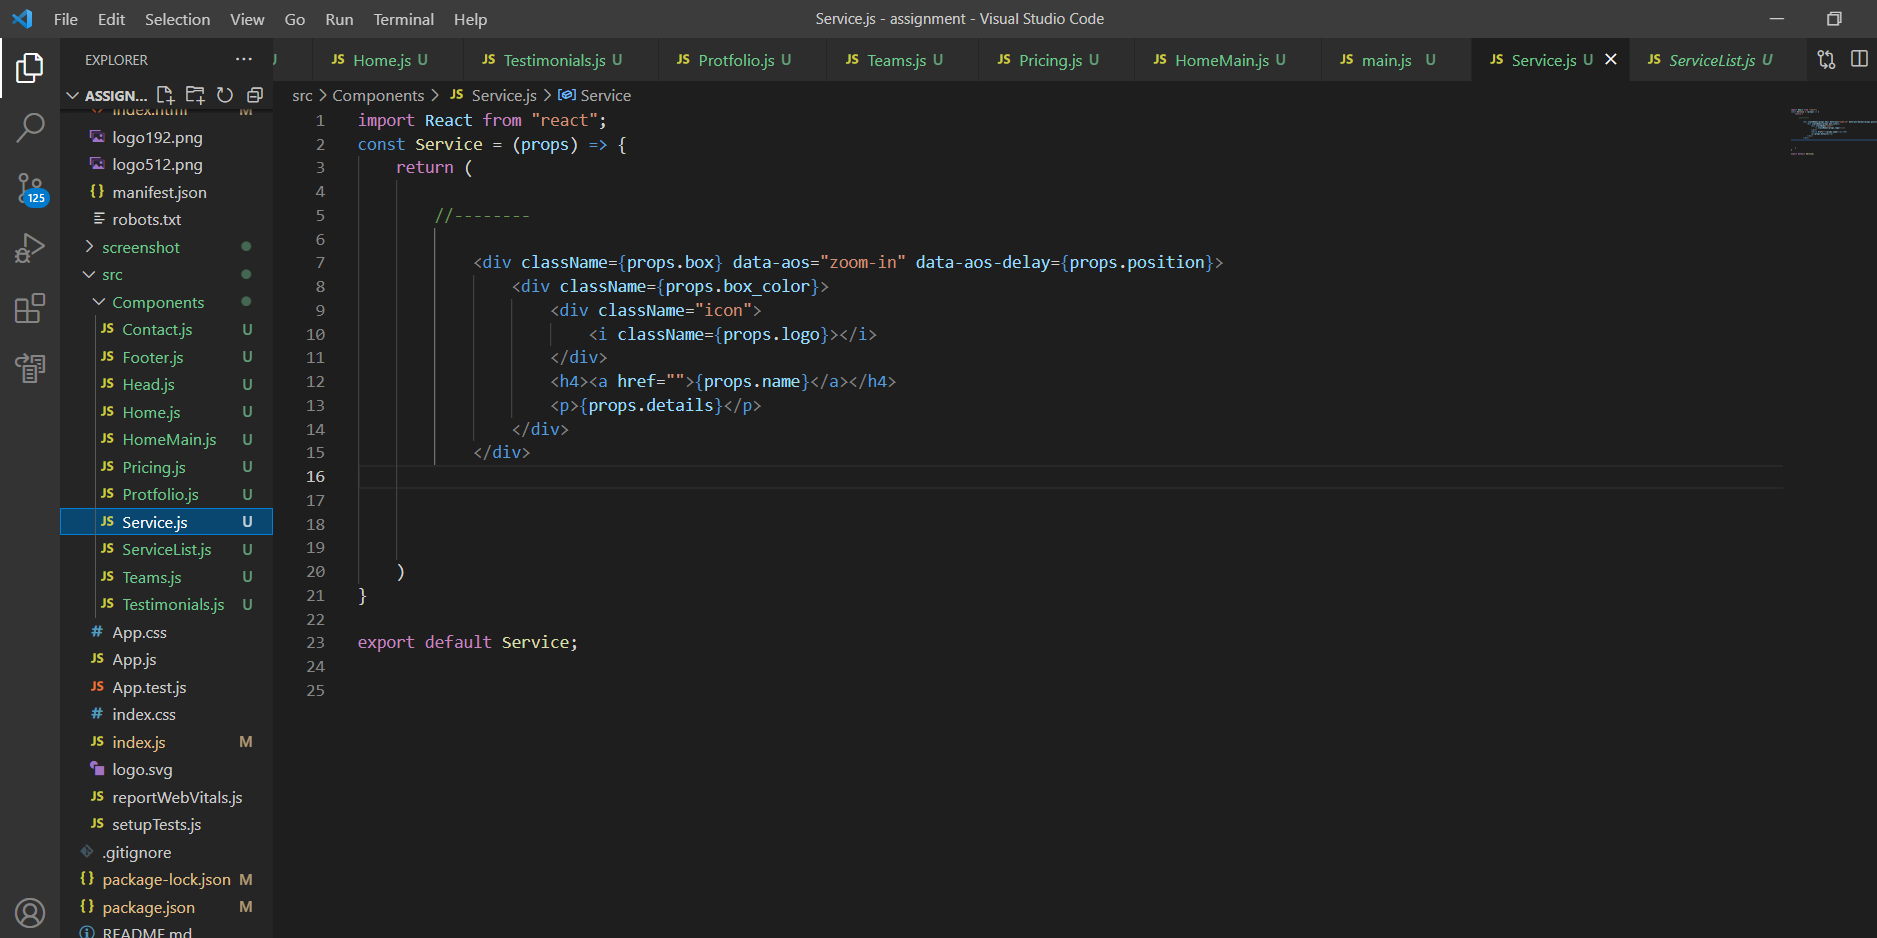 File Edit Selection View Go Run Terminal Help
Service.js - assignment - Visual Studio Code
EXPLORER
JS Home.js U
JS Testimonials.js U
JS Protfolio.js U
JS Teams.js U
JS Pricing.js U
JS HomeMain.js U
JS main.js U
JS Service.js U
JS ServiceList.js U
ASSIGN...
src > Components > JS Service.js > Service
index.html M
logo192.png
logo512.png
{} manifest.json
robots.txt
screenshot
src
Components
JS Contact.js U
JS Footer.js U
JS Head.js U
JS Home.js U
JS HomeMain.js U
JS Pricing.js U
JS Protfolio.js U
JS Service.js U
JS ServiceList.js U
JS Teams.js U
JS Testimonials.js U
# App.css
JS App.js
JS App.test.js
# index.css
JS index.js M
logo.svg
JS reportWebVitals.js
JS setupTests.js
.gitignore
{} package-lock.json M
{} package.json M
README.md
125
1 import React from "react";
2 const Service = (props) => {
3 return (
4
5 //--------
6
7 <div className={props.box} data-aos="zoom-in" data-aos-delay={props.position}>
8 <div className={props.box_color}>
9 <div className="icon">
10 <i className={props.logo}></i>
11 </div>
12 <h4><a href="">{props.name}</a></h4>
13 <p>{props.details}</p>
14 </div>
15 </div>
16
17
18
19
20 )
21 }
22
23 export default Service;
24
25